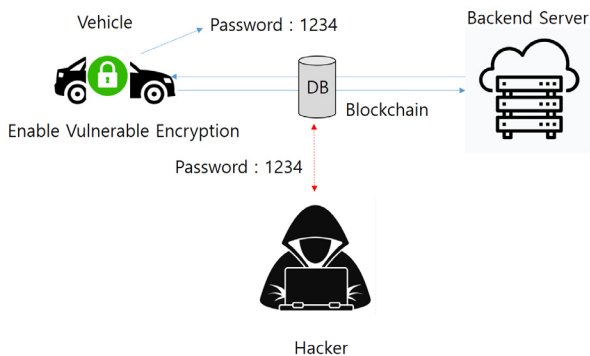 Vehicle
Password : 1234
Backend Server
DB
Blockchain
Enable Vulnerable Encryption
Password : 1234
Hacker